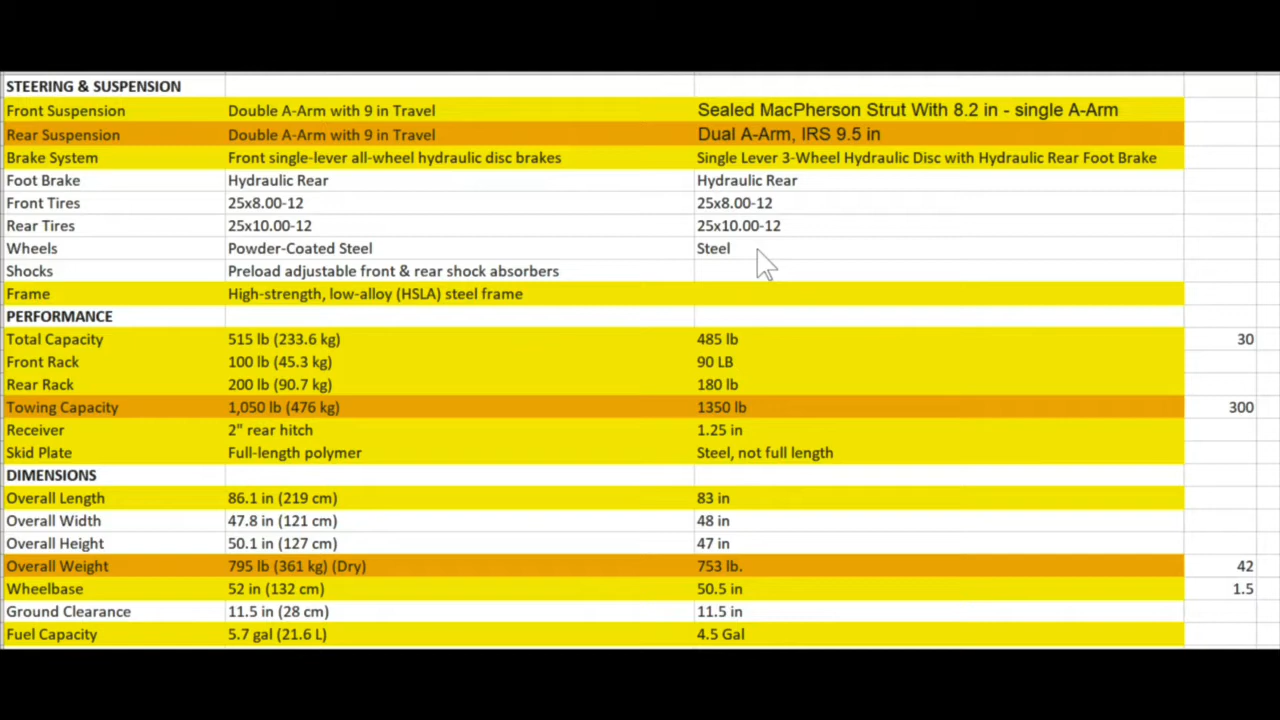 STEERING & SUSPENSION
Front Suspension Double A-Arm with 9 in Travel Sealed MacPherson Strut With 8.2 in - single A-Arm
Rear Suspension Double A-Arm with 9 in Travel Dual A-Arm, IRS 9.5 in
Brake System Front single-lever all-wheel hydraulic disc brakes Single Lever 3-Wheel Hydraulic Disc with Hydraulic Rear Foot Brake
Foot Brake Hydraulic Rear Hydraulic Rear
Front Tires 25x8.00-12 25x8.00-12
Rear Tires 25x10.00-12 25x10.00-12
Wheels Powder-Coated Steel Steel
Shocks Preload adjustable front & rear shock absorbers
Frame High-strength, low-alloy (HSLA) steel frame
PERFORMANCE
Total Capacity 515 lb (233.6 kg) 485 lb 30
Front Rack 100 lb (45.3 kg) 90 LB
Rear Rack 200 lb (90.7 kg) 180 lb
Towing Capacity 1,050 lb (476 kg) 1350 lb 300
Receiver 2" rear hitch 1.25 in
Skid Plate Full-length polymer Steel, not full length
DIMENSIONS
Overall Length 86.1 in (219 cm) 83 in
Overall Width 47.8 in (121 cm) 48 in
Overall Height 50.1 in (127 cm) 47 in
Overall Weight 795 lb (361 kg) (Dry) 753 lb. 42
Wheelbase 52 in (132 cm) 50.5 in 1.5
Ground Clearance 11.5 in (28 cm) 11.5 in
Fuel Capacity 5.7 gal (21.6 L) 4.5 Gal